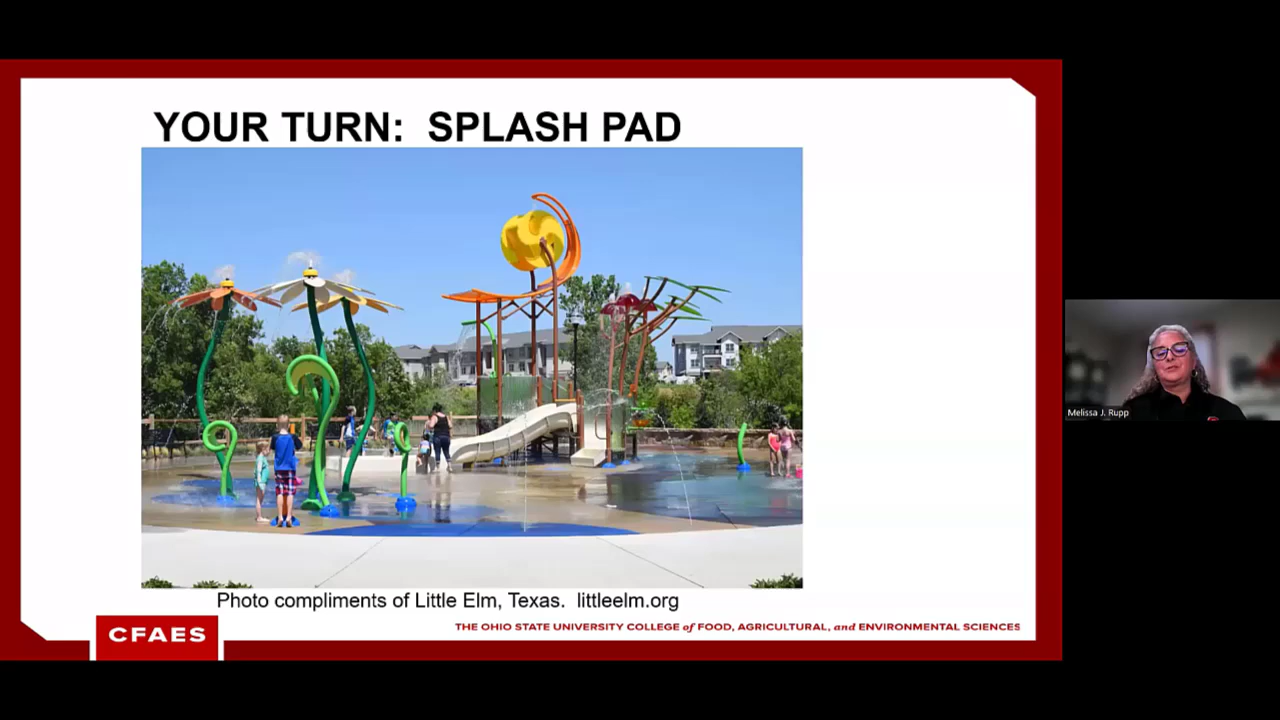 YOUR TURN:  SPLASH PAD
Photo compliments of Little Elm, Texas.  littleelm.org
CFAES
THE OHIO STATE UNIVERSITY COLLEGE of FOOD, AGRICULTURAL, and ENVIRONMENTAL SCIENCES
Melissa J. Rupp